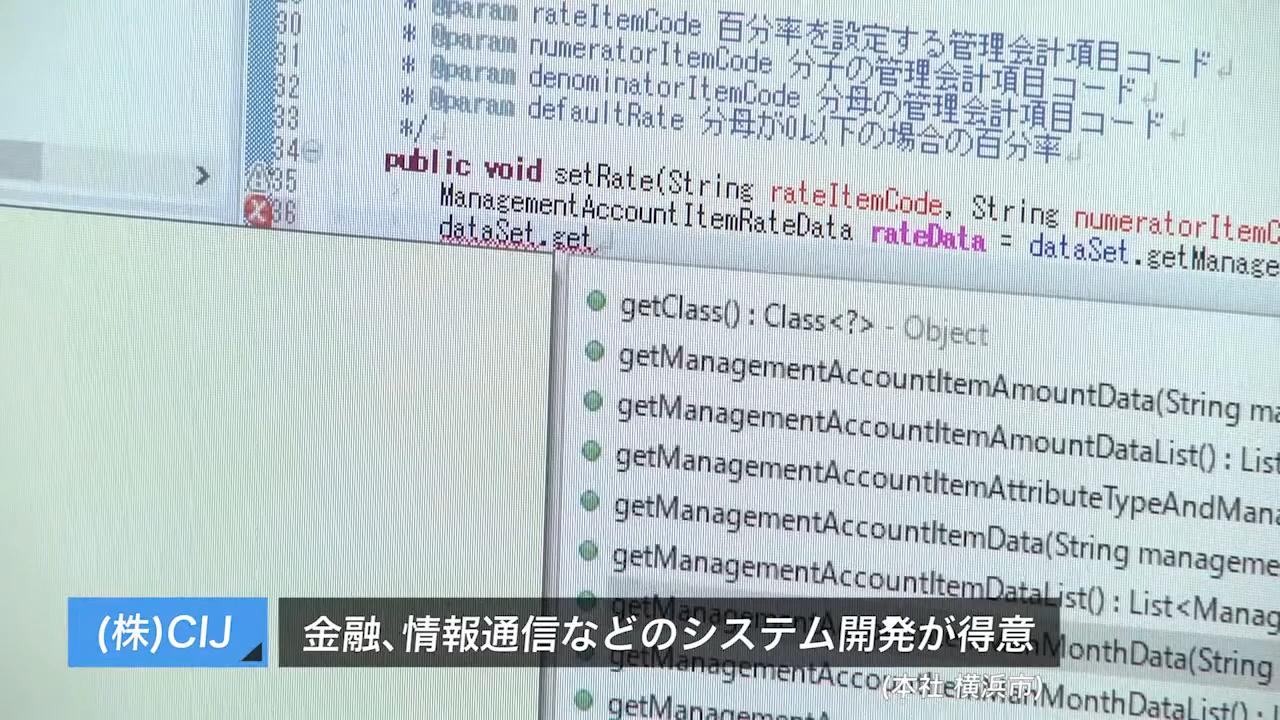 30 * @param rateItemCode 百分率を設定する管理会計項目コード
31 * @param numeratorItemCode 分子の管理会計項目コード
32 * @param denominatorItemCode 分母の管理会計項目コード
33 * @param defaultRate 分母が0以下の場合の百分率
34 */
35 public void setRate(String rateItemCode, String numeratorItemC
36 ManagementAccountItemRateData rateData = dataSet.getManage
dataSet.get
getClass() : Class<?> - Object
getManagementAccountItemAmountData(String ma
getManagementAccountItemAmountDataList() : List
getManagementAccountItemAttributeTypeAndMana
getManagementAccountItemData(String manageme
getManagementAccountItemDataList() : List<Manag
MonthData(String
MonthDataList() : 
(株)CIJ 金融、情報通信などのシステム開発が得意
(本社 横浜市)